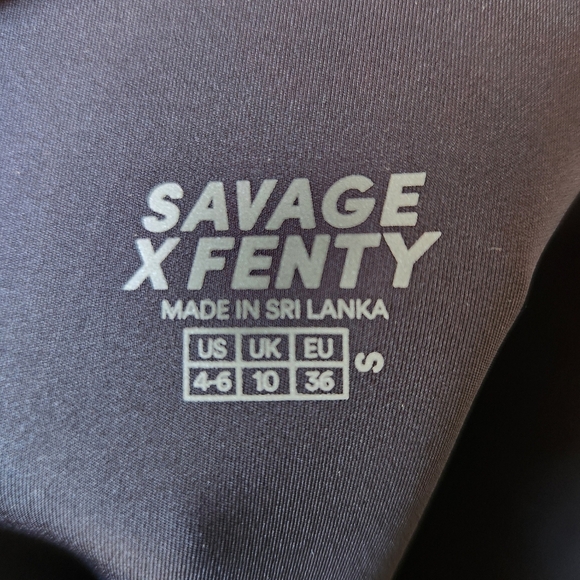 SAVAGE
X FENTY
MADE IN SRI LANKA
US UK EU
4-6 10 36
S